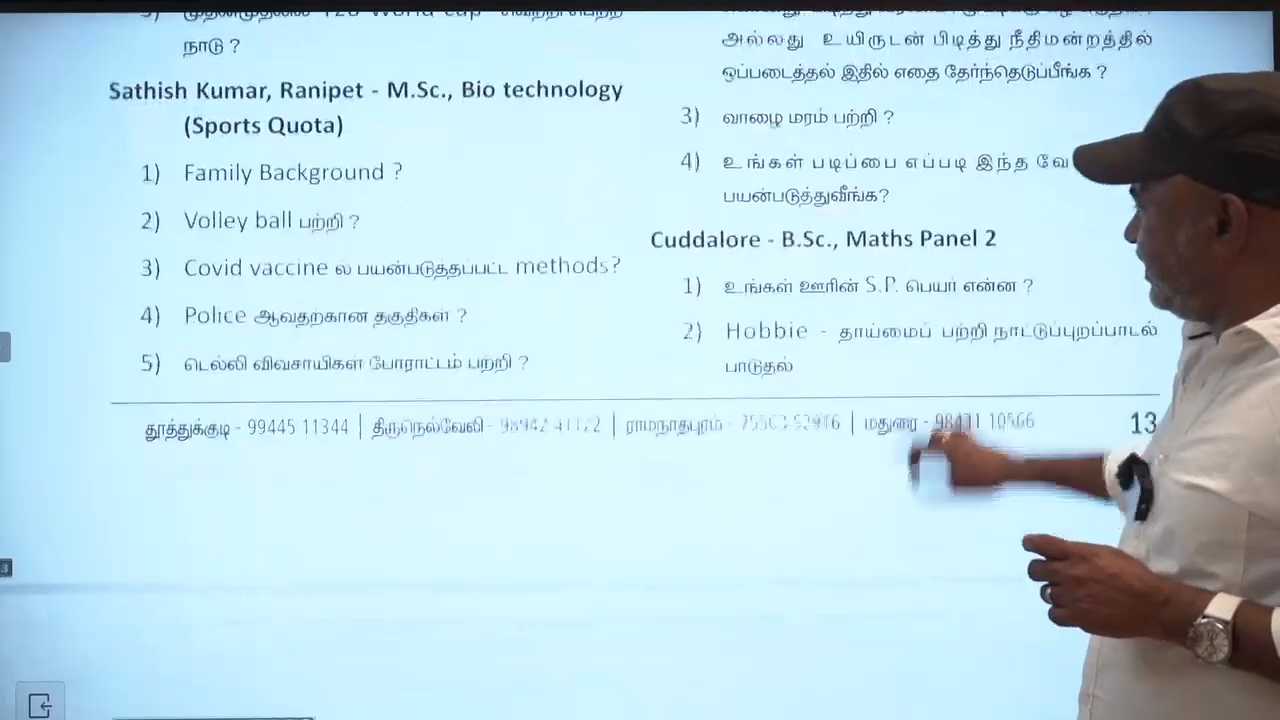 நாடு ?
Sathish Kumar, Ranipet - M.Sc., Bio technology
(Sports Quota)
1) Family Background ?
2) Volley ball பற்றி ?
3) Covid vaccine ல பயன்படுத்தப்பட்ட methods?
4) Police ஆவதற்கான தகுதிகள் ?
5) டெல்லி விவசாயிகள் போராட்டம் பற்றி ?
அல்லது உயிருடன் பிடித்து நீதிமன்றத்தில்
ஒப்படைத்தல் இதில் எதை தேர்ந்தெடுப்பீங்க ?
3) வாழை மரம் பற்றி ?
4) உங்கள் படிப்பை எப்படி இந்த
பயன்படுத்துவீங்க?
Cuddalore - B.Sc., Maths Panel 2
1) உங்கள் ஊரின் S.P. பெயர் என்ன ?
2) Hobbie - தாய்மைப் பற்றி நாட்டுப்புறப்பாடல்
பாடுதல்
தூத்துக்குடி - 99445 11344 | திருநெல்வேலி - | ராமநாதபுரம் - | மதுரை - 13